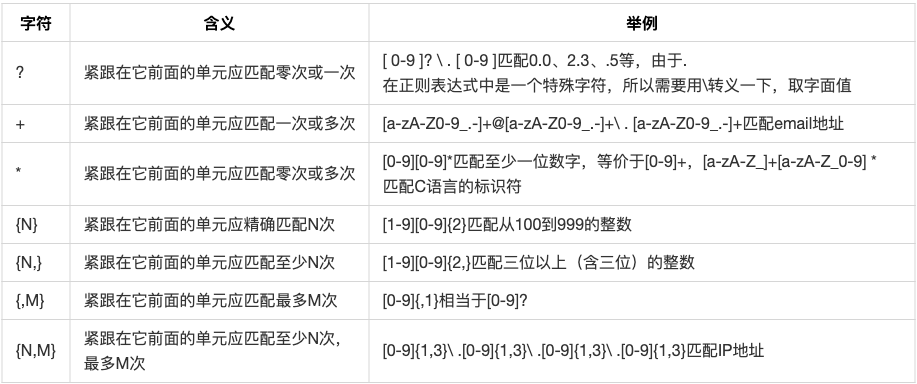 字符 含义 举例
? 紧跟在它前面的单元应匹配零次或一次 [ 0-9 ]? \ . [ 0-9 ]匹配0.0、2.3、.5等，由于.
在正则表达式中是一个特殊字符，所以需要用\转义一下，取字面值
+ 紧跟在它前面的单元应匹配一次或多次 [a-zA-Z0-9_.-]+@[a-zA-Z0-9_.-]+\ . [a-zA-Z0-9_.-]+匹配email地址
* 紧跟在它前面的单元应匹配零次或多次 [0-9][0-9]*匹配至少一位数字，等价于[0-9]+，[a-zA-Z_]+[a-zA-Z_0-9] *
匹配C语言的标识符
{N} 紧跟在它前面的单元应精确匹配N次 [1-9][0-9]{2}匹配从100到999的整数
{N,} 紧跟在它前面的单元应匹配至少N次 [1-9][0-9]{2,}匹配三位以上（含三位）的整数
{,M} 紧跟在它前面的单元应匹配最多M次 [0-9]{,1}相当于[0-9]?
{N,M} 紧跟在它前面的单元应匹配至少N次，
最多M次 [0-9]{1,3}\ .[0-9]{1,3}\ .[0-9]{1,3}\ .[0-9]{1,3}匹配IP地址